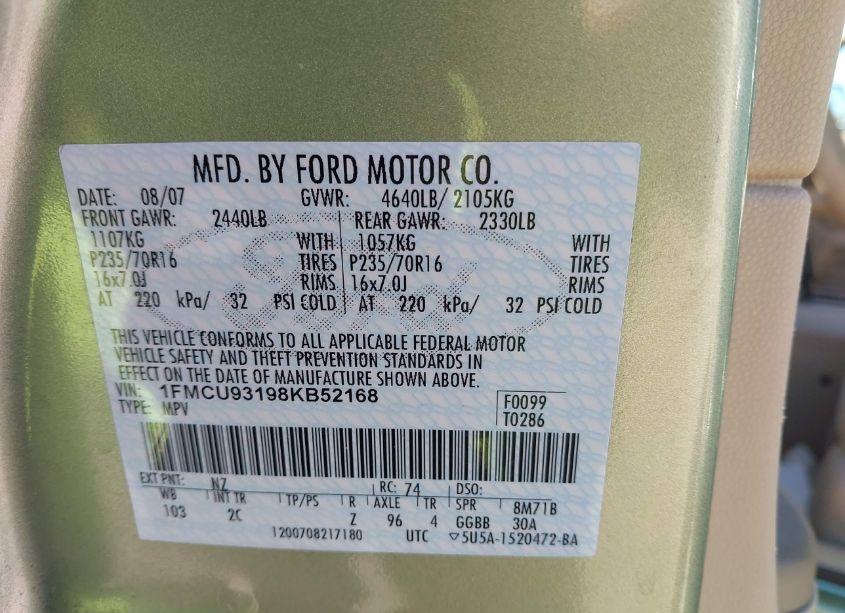 MFD. BY FORD MOTOR CO.
DATE: 08/07 GVWR: 4640LB/ 2105KG
FRONT GAWR: 2440LB REAR GAWR: 2330LB
1107KG WITH 1057KG WITH
P235/70R16 TIRES P235/70R16 TIRES
16x7.0J RIMS 16x7.0J RIMS
AT 220 kPa/ 32 PSI COLD AT 220 kPa/ 32 PSI COLD
THIS VEHICLE CONFORMS TO ALL APPLICABLE FEDERAL MOTOR
VEHICLE SAFETY AND THEFT PREVENTION STANDARDS IN
EFFECT ON THE DATE OF MANUFACTURE SHOWN ABOVE.
VIN: 1FMCU93198KB52168 F0099
TYPE: MPV T0286
EXT PNT: NZ RC: 74 DSO:
WB INT TR TP/PS R AXLE TR SPR 8M71B
103 2C Z 96 4 GGBB 30A
1200708217180 UTC ▽5U5A-1520472-BA